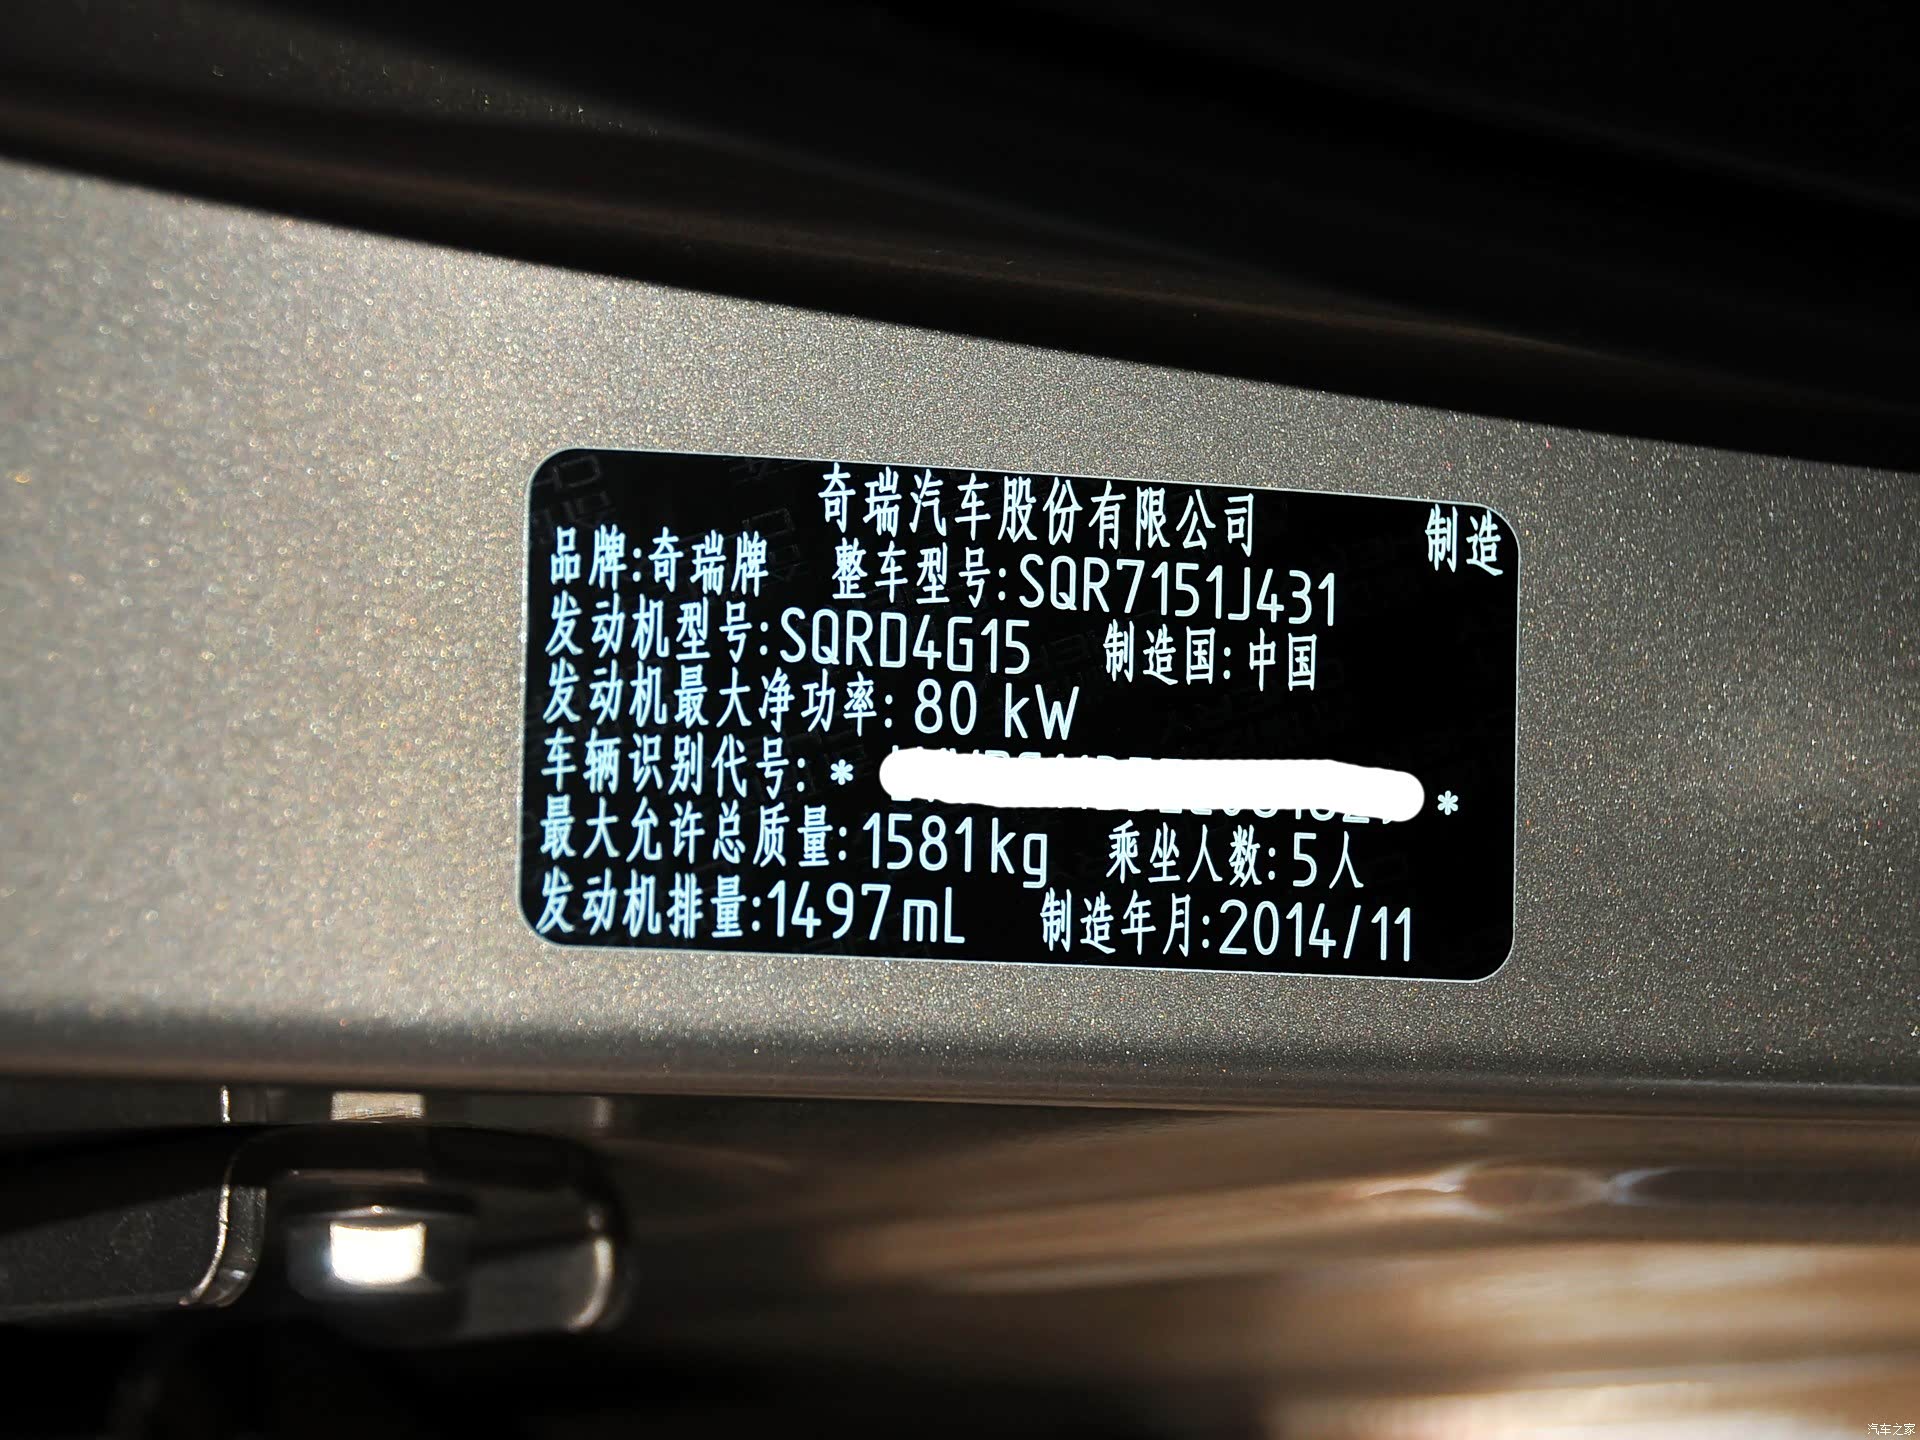 奇瑞汽车股份有限公司 制造
品牌:奇瑞牌 整车型号:SQR7151J431
发动机型号:SQRD4G15 制造国:中国
发动机最大净功率: 80 kW
车辆识别代号: * *
最大允许总质量:1581kg 乘坐人数:5人
发动机排量:1497mL 制造年月:2014/11
汽车之家